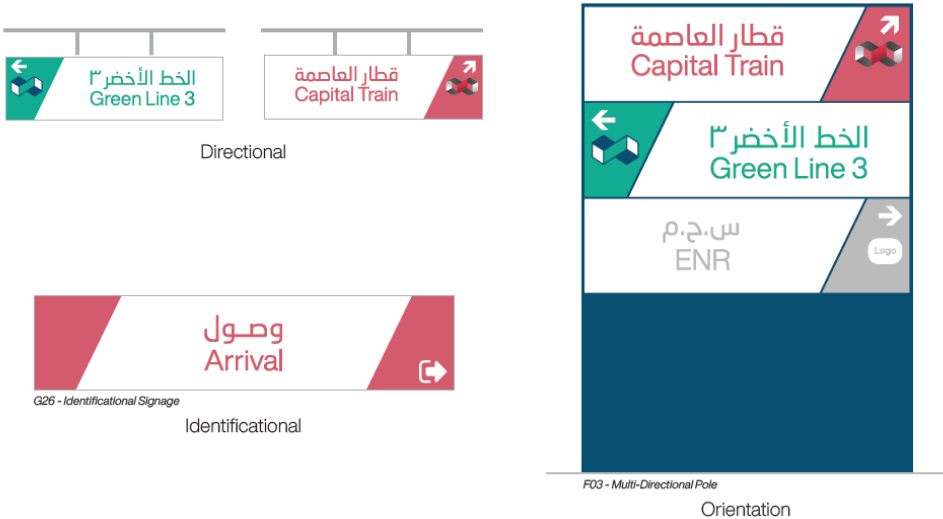 الخط الأخضر ٣
Green Line 3
قطار العاصمة
Capital Train
Directional
وصـول
Arrival
G26 - Identificational Signage
Identificational
قطار العاصمة
Capital Train
الخط الأخضر ٣
Green Line 3
س.ح.م
ENR
Logo
F03 - Multi-Directional Pole
Orientation